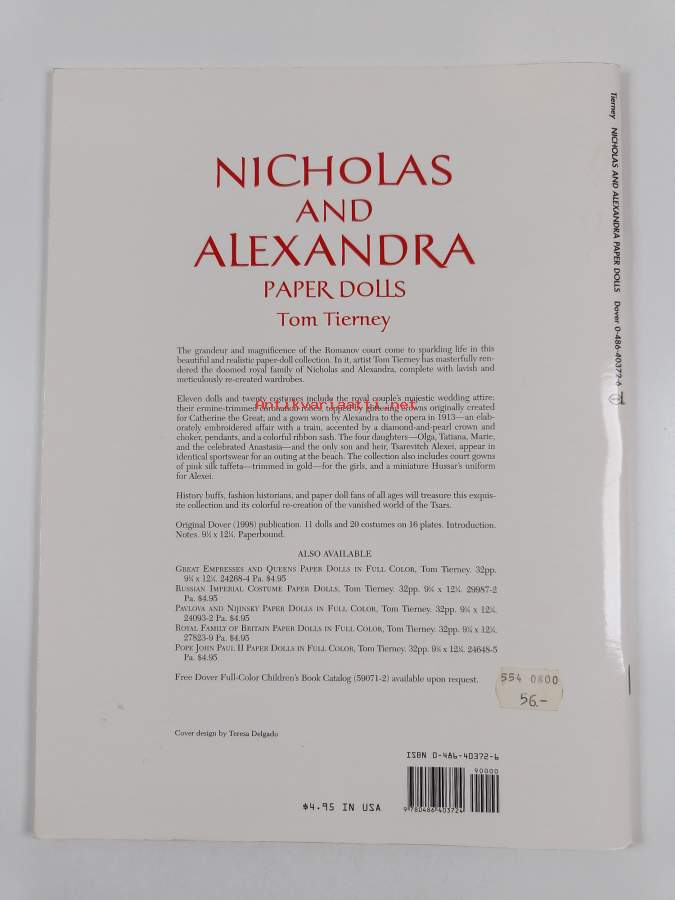 NICHOLAS
AND
ALEXANDRA
PAPER DOLLS
Tom Tierney
The grandeur and magnificence of the Romanov court come to sparkling life in this
beautiful and realistic paper-doll collection. In it, artist Tom Tierney has masterfully ren-
dered the doomed royal family of Nicholas and Alexandra, complete with lavish and
meticulously re-created wardrobes.
Eleven dolls and twenty costumes include the royal couple's majestic wedding attire;
their ermine-trimmed coronation robes, topped by glittering crowns originally created
Antikvariaatti.net
for Catherine the Great; and a gown worn by Alexandra to the opera in 1913—an elab-
orately embroidered affair with a train, accented by a diamond-and-pearl crown and
choker, pendants, and a colorful ribbon sash. The four daughters—Olga, Tatiana, Marie,
and the celebrated Anastasia—and the only son and heir, Tsarevitch Alexei, appear in
identical sportswear for an outing at the beach. The collection also includes court gowns
of pink silk taffeta—trimmed in gold—for the girls, and a miniature Hussar's uniform
for Alexei.
History buffs, fashion historians, and paper doll fans of all ages will treasure this exquis-
ite collection and its colorful re-creation of the vanished world of the Tsars.
Original Dover (1998) publication. 11 dolls and 20 costumes on 16 plates. Introduction.
Notes. 9¼ x 12¼. Paperbound.
ALSO AVAILABLE
GREAT EMPRESSES AND QUEENS PAPER DOLLS IN FULL COLOR, Tom Tierney. 32pp.
9¼ x 12¼. 24268-4 Pa. $4.95
RUSSIAN IMPERIAL COSTUME PAPER DOLLS, Tom Tierney. 32pp. 9¼ x 12¼. 29987-2
Pa. $4.95
PAVLOVA AND NIJINSKY PAPER DOLLS IN FULL COLOR, Tom Tierney. 32pp. 9¼ x 12¼.
24093-2 Pa. $4.95
ROYAL FAMILY OF BRITAIN PAPER DOLLS IN FULL COLOR, Tom Tierney. 32pp. 9¼ x 12¼.
27823-9 Pa. $4.95
POPE JOHN PAUL II PAPER DOLLS IN FULL COLOR, Tom Tierney. 32pp. 9¼ x 12¼. 24648-5
Pa. $4.95
Free Dover Full-Color Children's Book Catalog (59071-2) available upon request.
554 0800
56.-
Cover design by Teresa Delgado
ISBN 0-486-40372-6
90000
9 780486 403724
$4.95 IN USA
Tierney NICHOLAS AND ALEXANDRA PAPER DOLLS Dover 0-486-40372-6